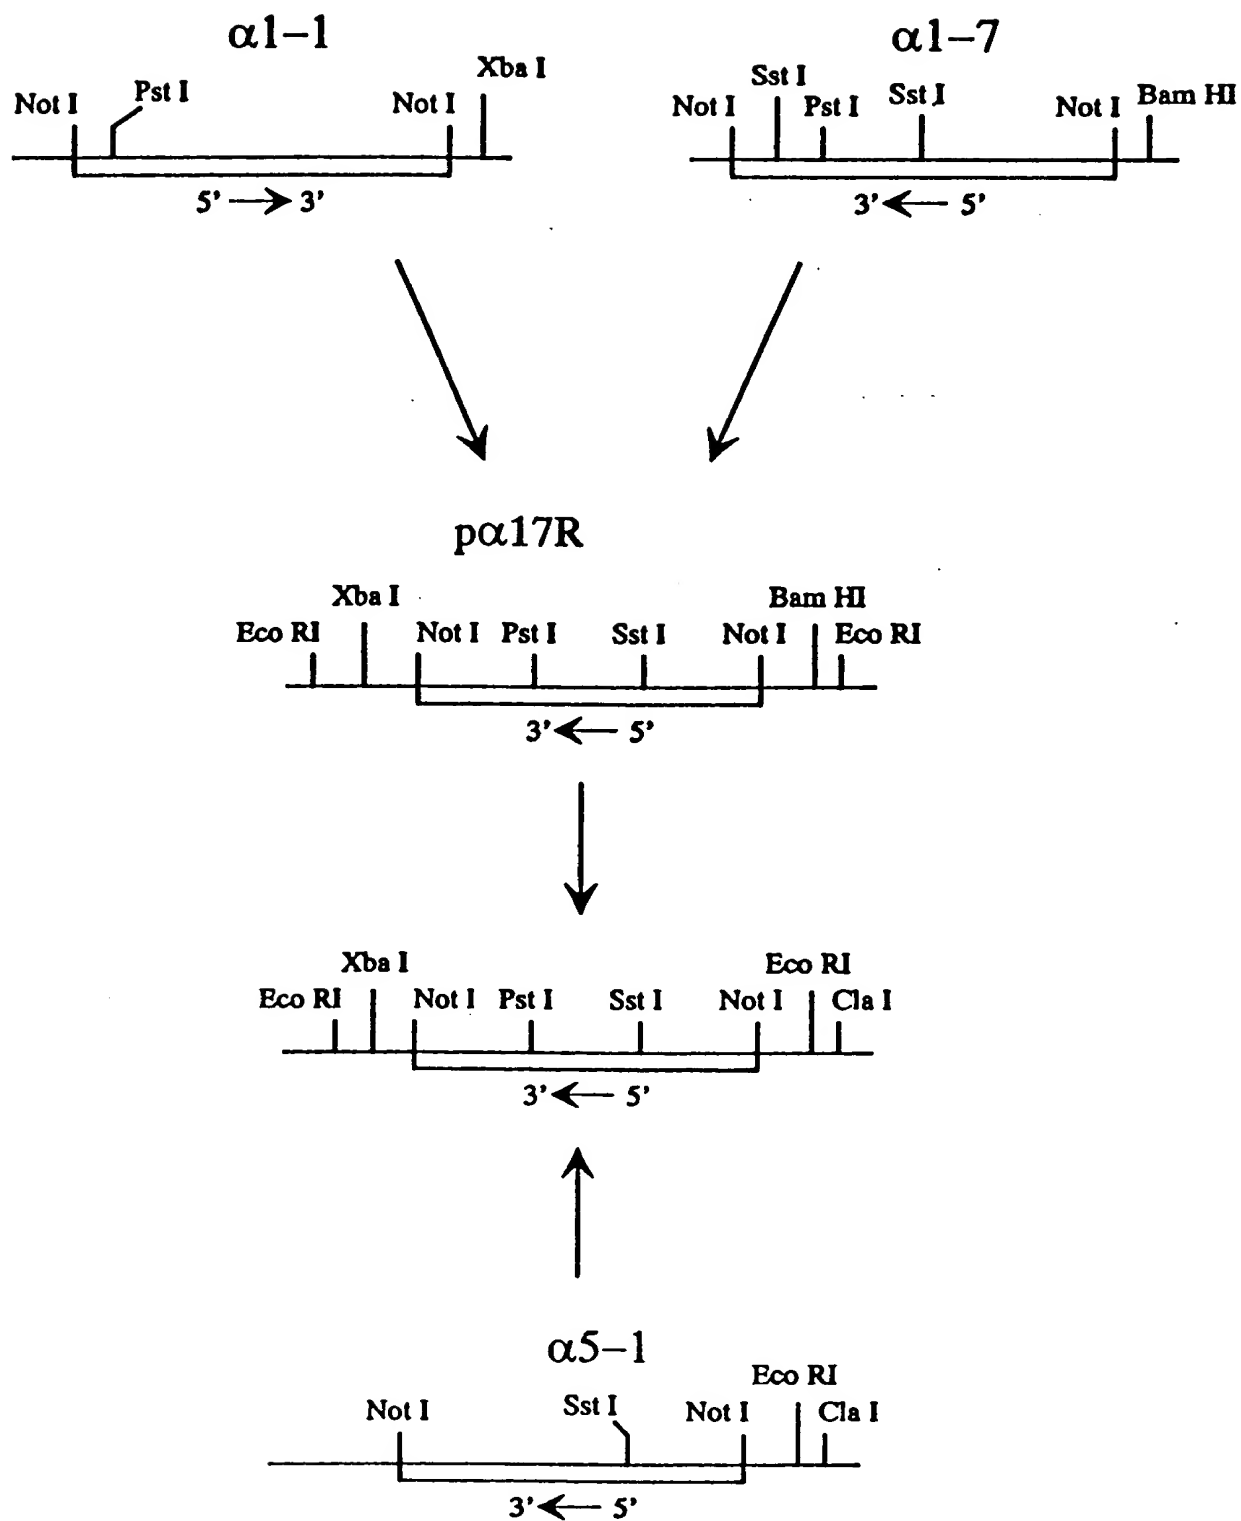 α1–1
Not I
Pst I
Not I
Xba I
5' → 3'
α1–7
Not I
Sst I
Pst I
Sst I
Not I
Bam HI
3' ← 5'
pα17R
Eco RI
Xba I
Not I
Pst I
Sst I
Not I
Bam HI
Eco RI
3' ← 5'
Eco RI
Xba I
Not I
Pst I
Sst I
Not I
Eco RI
Cla I
3' ← 5'
α5–1
Not I
Sst I
Not I
Eco RI
Cla I
3' ← 5'